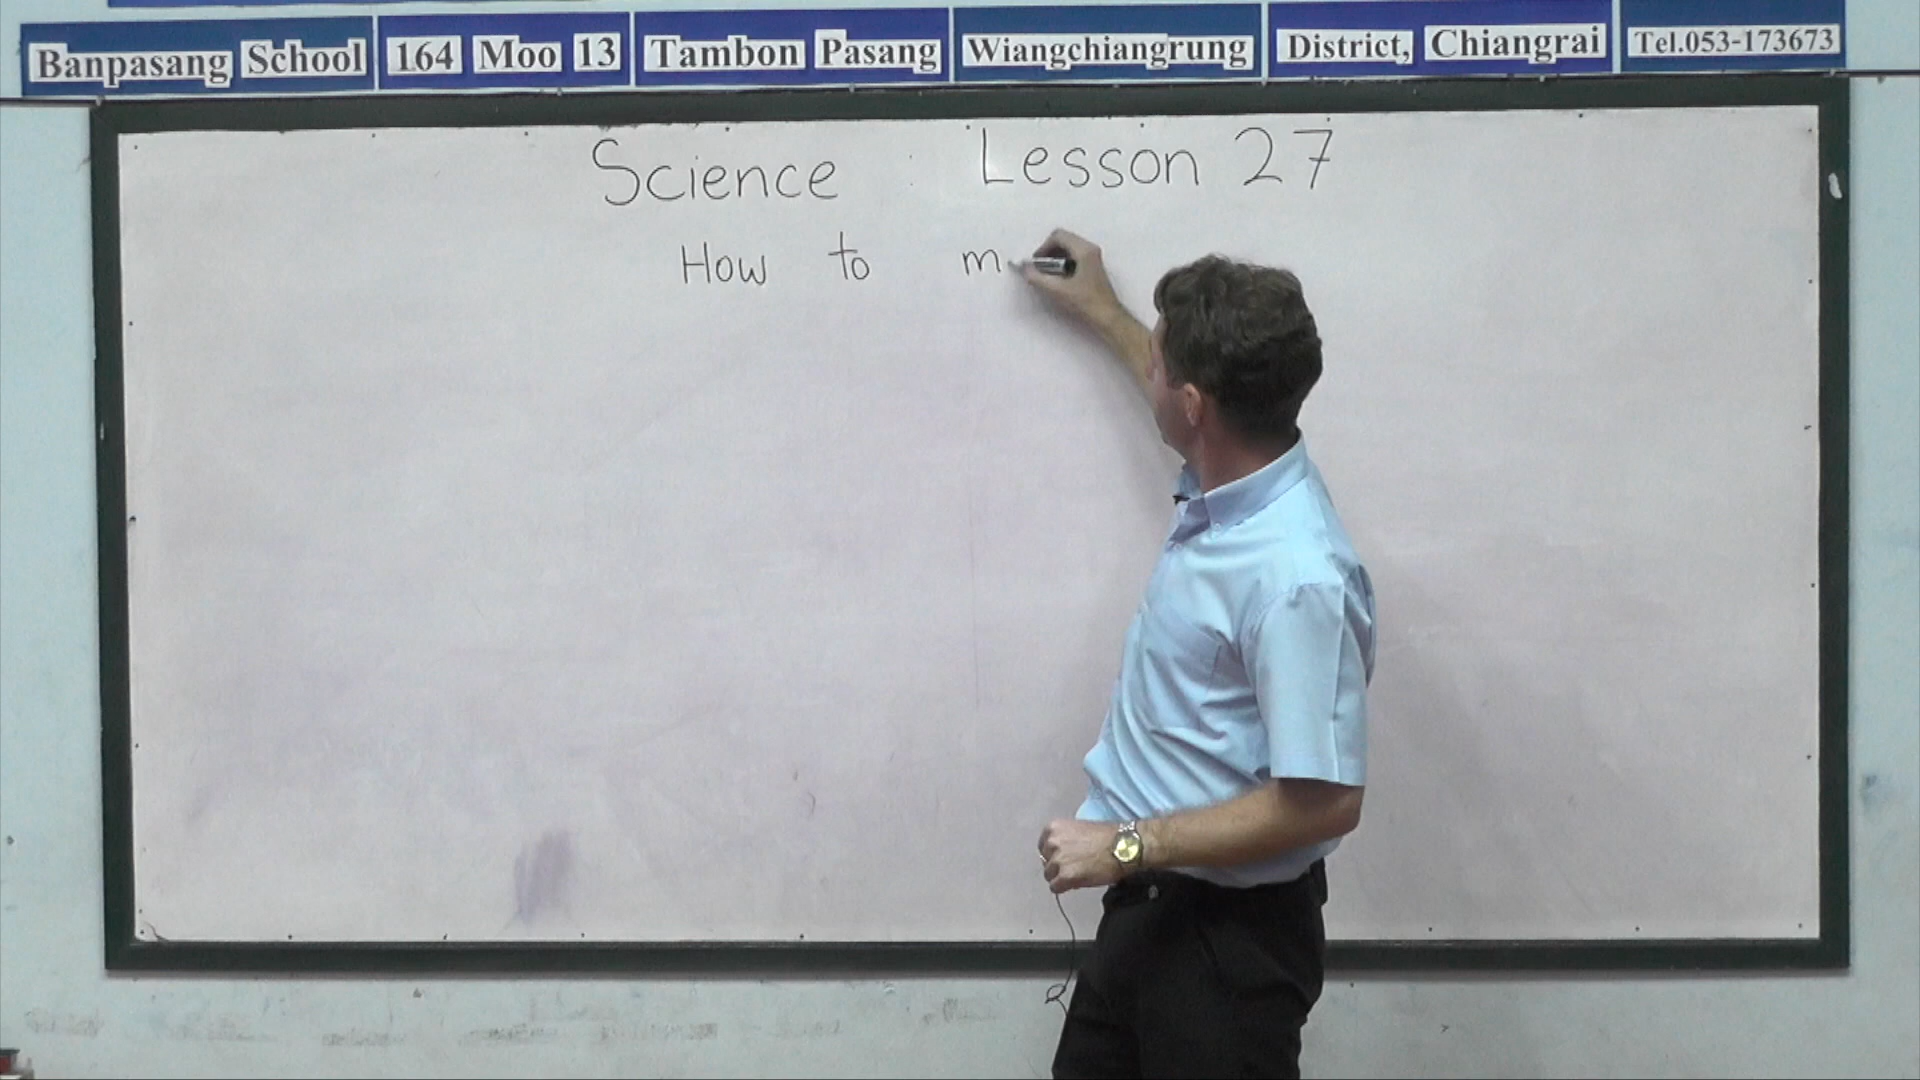 Banpasang School 164 Moo 13 Tambon Pasang Wiangchiangrung District, Chiangrai Tel.053-173673
Science : Lesson 27
How to m